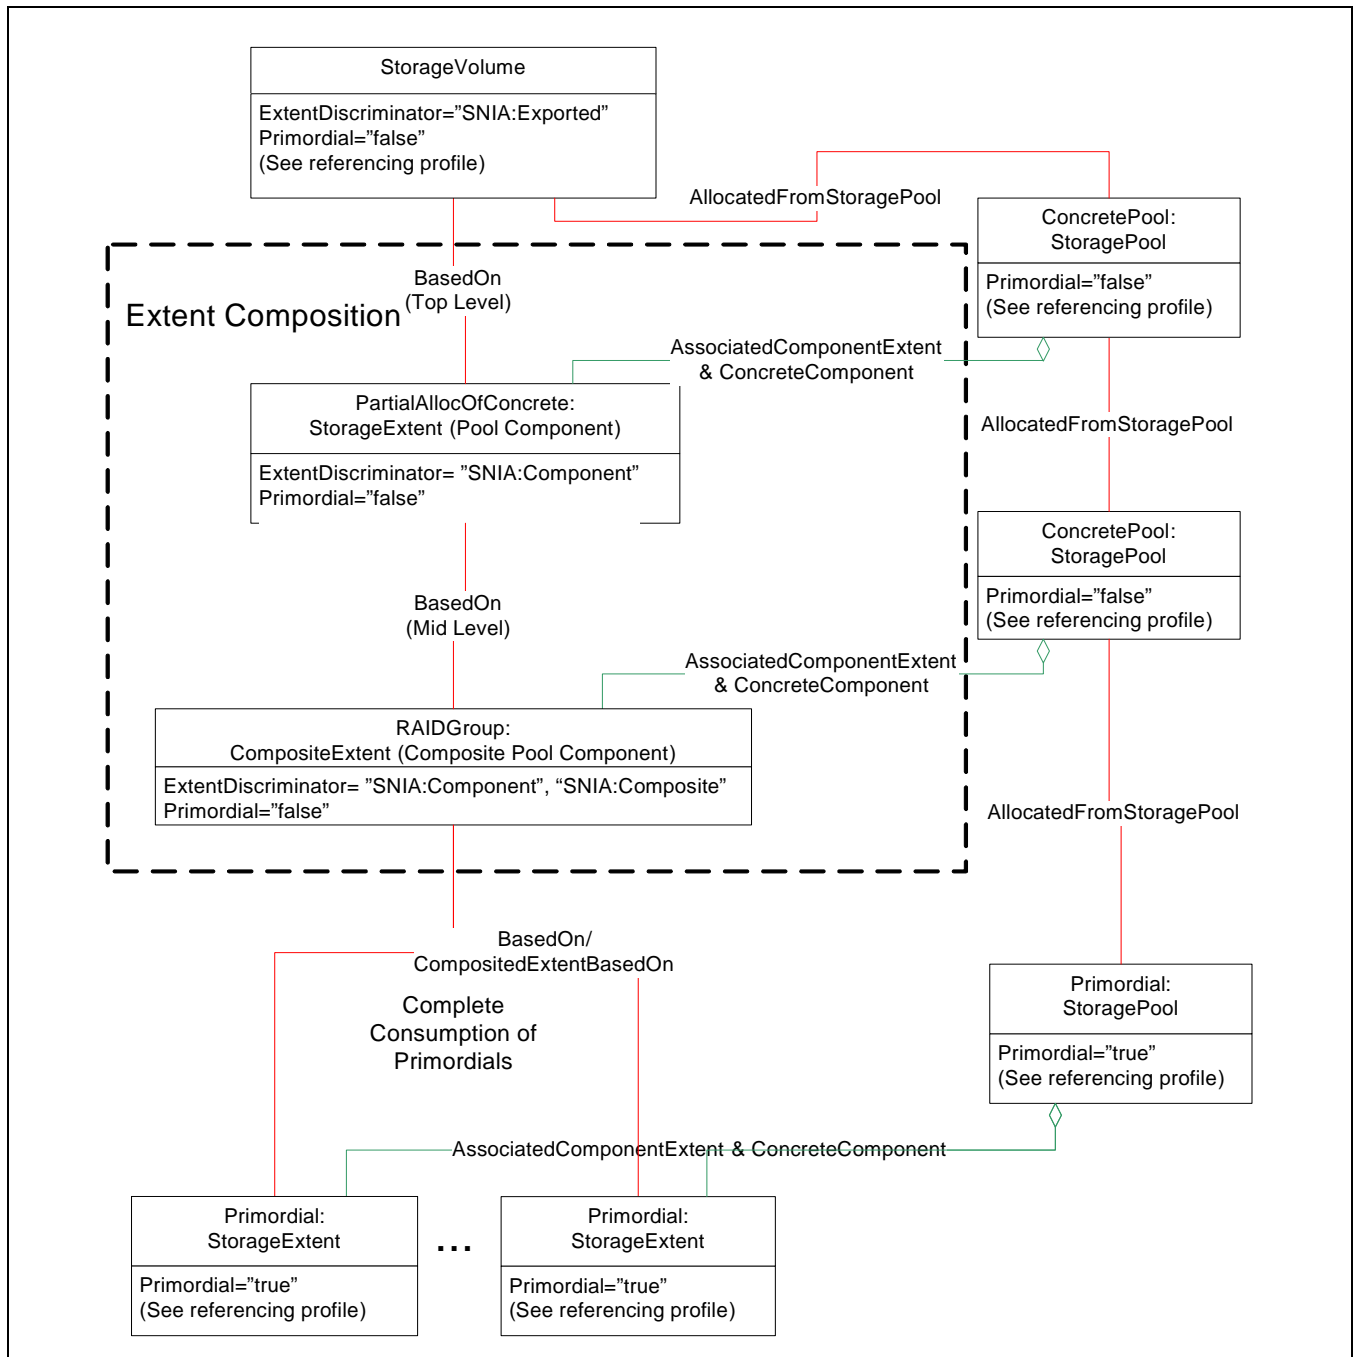 StorageVolume
ExtentDiscriminator=”SNIA:Exported”
Primordial=”false”
(See referencing profile)
AllocatedFromStoragePool
ConcretePool:
StoragePool
Primordial=”false”
(See referencing profile)
BasedOn
(Top Level)
Extent Composition
AssociatedComponentExtent
& ConcreteComponent
PartialAllocOfConcrete:
StorageExtent (Pool Component)
ExtentDiscriminator= ”SNIA:Component”
Primordial=”false”
AllocatedFromStoragePool
ConcretePool:
StoragePool
Primordial=”false”
(See referencing profile)
BasedOn
(Mid Level)
AssociatedComponentExtent
& ConcreteComponent
RAIDGroup:
CompositeExtent (Composite Pool Component)
ExtentDiscriminator= ”SNIA:Component”, “SNIA:Composite”
Primordial=”false”
AllocatedFromStoragePool
BasedOn/
CompositedExtentBasedOn
Complete
Consumption of
Primordials
Primordial:
StoragePool
Primordial=”true”
(See referencing profile)
AssociatedComponentExtent & ConcreteComponent
Primordial:
StorageExtent
Primordial=”true”
(See referencing profile)
...
Primordial:
StorageExtent
Primordial=”true”
(See referencing profile)